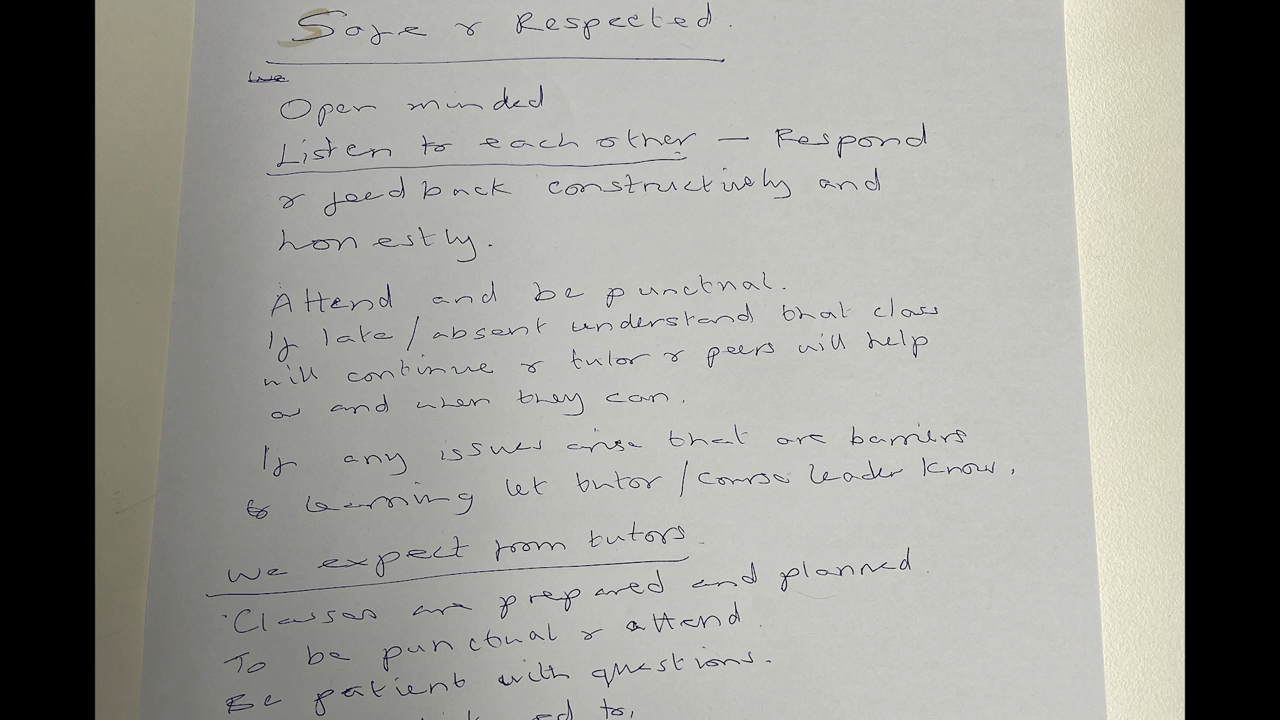 Safe & Respected.
Open minded
Listen to each other — Respond
& feedback constructively and
honestly.
Attend and be punctual.
If late / absent understand that class
will continue & tutor & peers will help
as and when they can.
If any issues arise that are barriers
to learning let tutor / course leader know.
We expect from tutors.
Classes are prepared and planned.
To be punctual & attend.
Be patient with questions.
ed to,